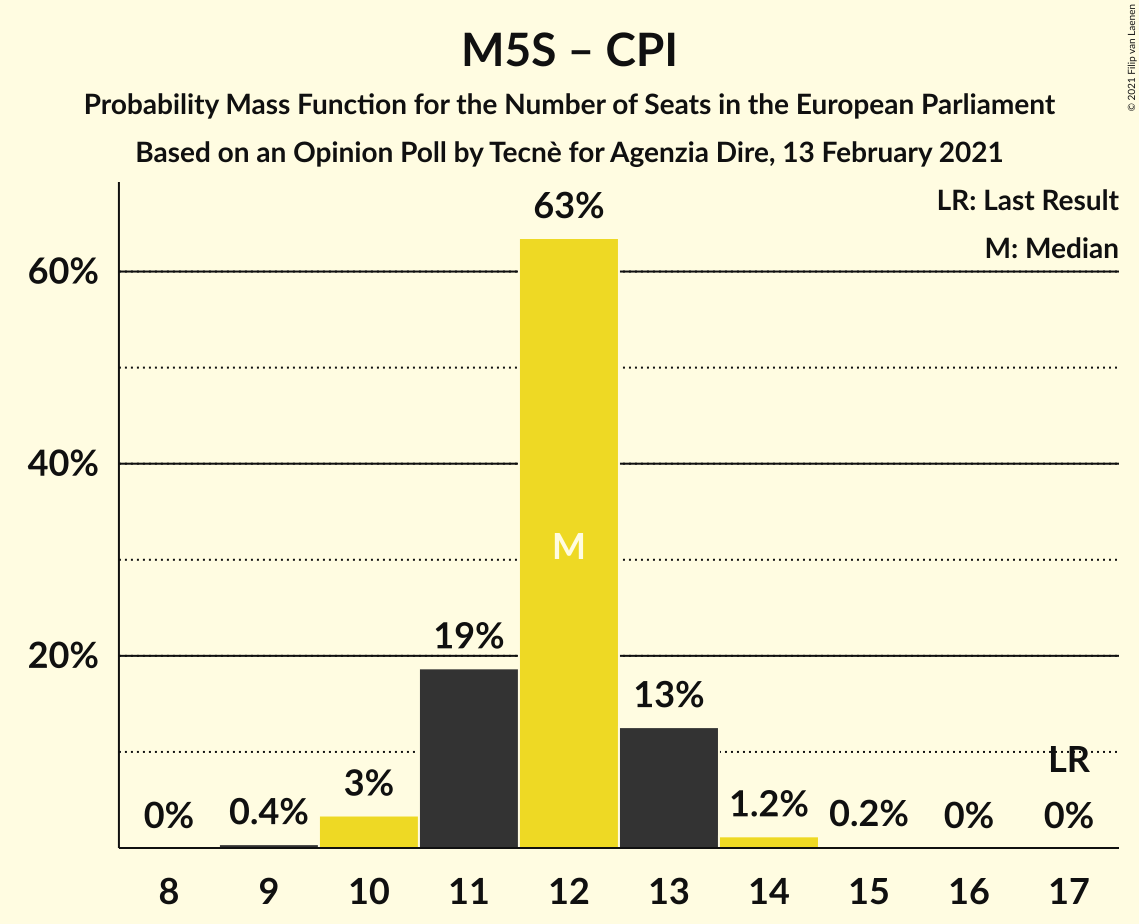 M5S – CPI
Probability Mass Function for the Number of Seats in the European Parliament
Based on an Opinion Poll by Tecnè for Agenzia Dire, 13 February 2021
© 2021 Filip van Laenen
LR: Last Result
M: Median
63%
60%
40%
M
19%
20%
13%
LR
3%
0%
0.4%
1.2%
0.2%
0%
0%
8 9 10 11 12 13 14 15 16 17